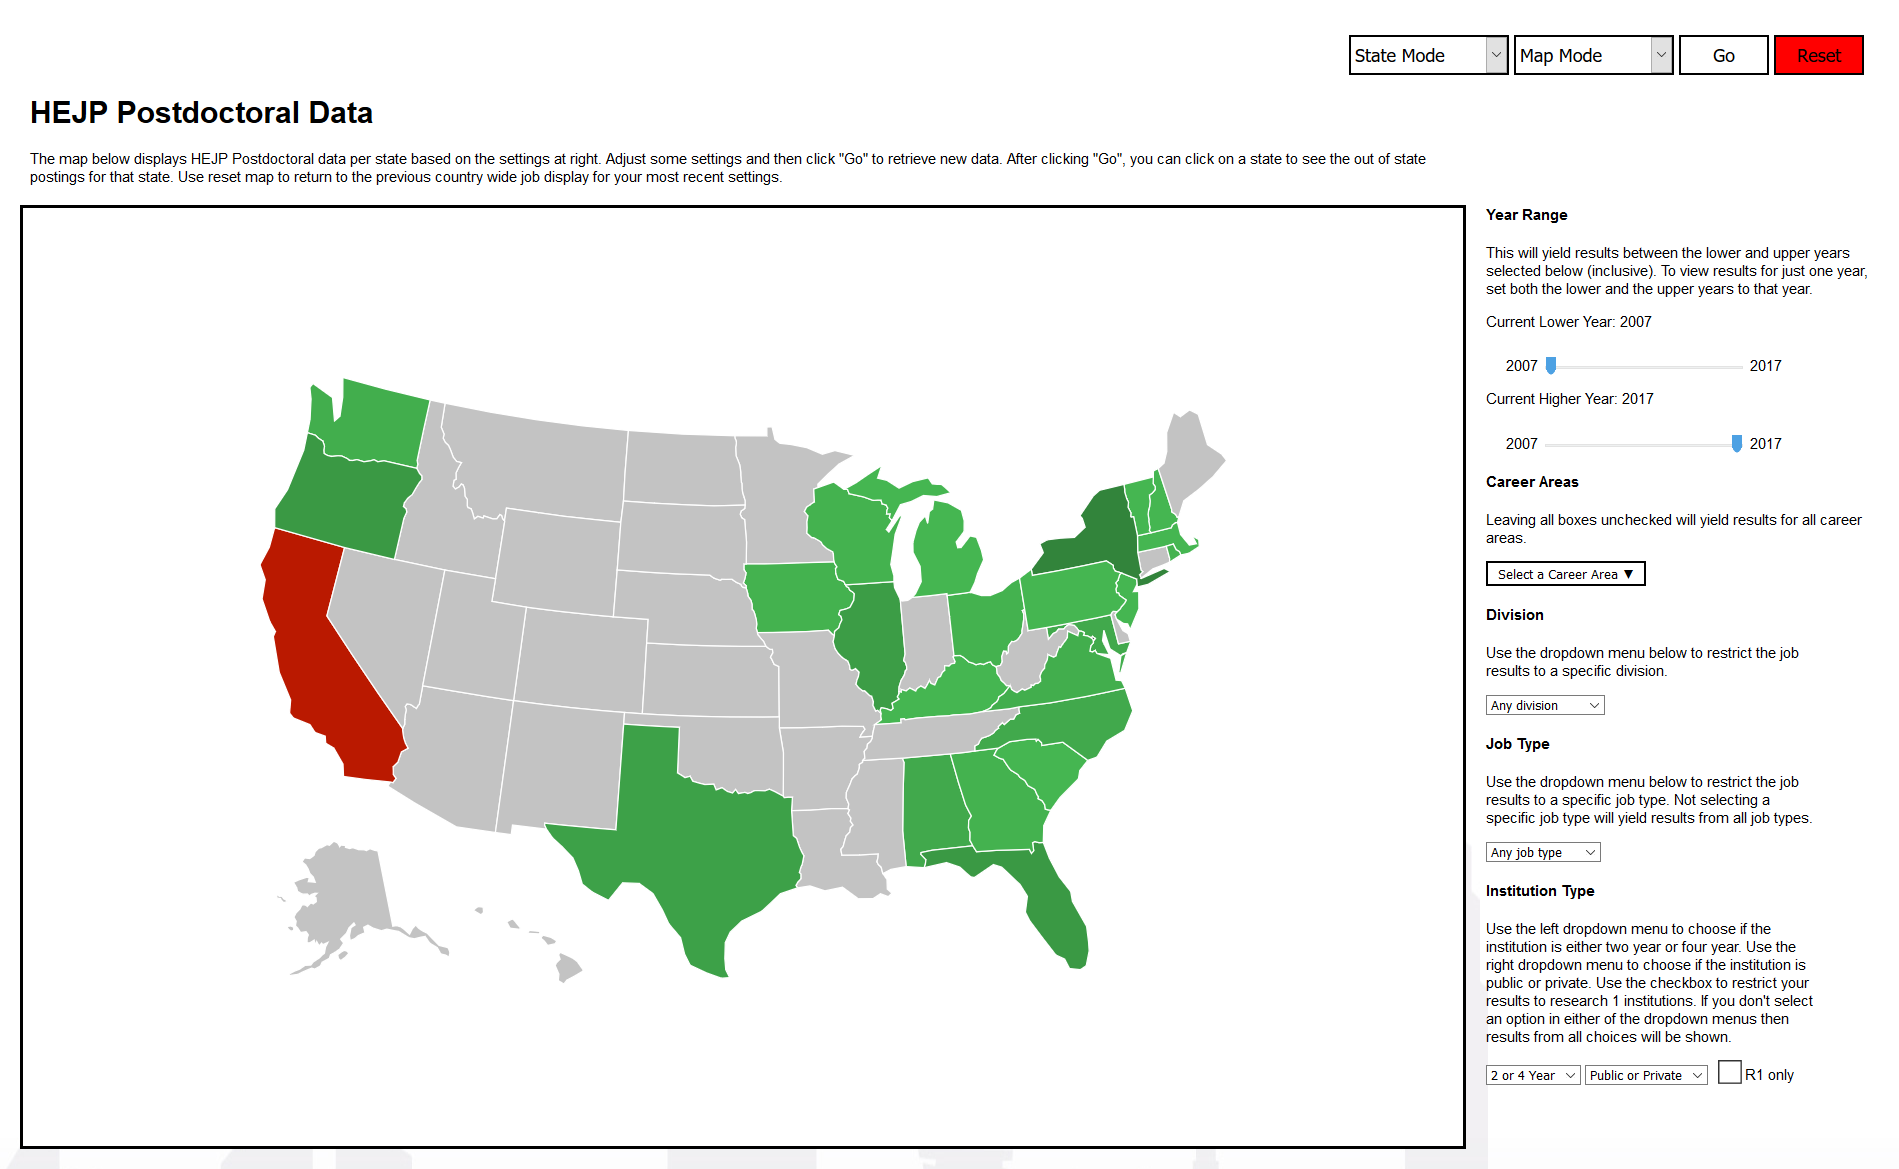 State Mode
Map Mode
Go
Reset
HEJP Postdoctoral Data
The map below displays HEJP Postdoctoral data per state based on the settings at right. Adjust some settings and then click "Go" to retrieve new data. After clicking "Go", you can click on a state to see the out of state
postings for that state. Use reset map to return to the previous country wide job display for your most recent settings.
Year Range
This will yield results between the lower and upper years
selected below (inclusive). To view results for just one year,
set both the lower and the upper years to that year.
Current Lower Year: 2007
2007 2017
Current Higher Year: 2017
2007 2017
Career Areas
Leaving all boxes unchecked will yield results for all career
areas.
Select a Career Area ▼
Division
Use the dropdown menu below to restrict the job
results to a specific division.
Any division
Job Type
Use the dropdown menu below to restrict the job
results to a specific job type. Not selecting a
specific job type will yield results from all job types.
Any job type
Institution Type
Use the left dropdown menu to choose if the
institution is either two year or four year. Use the
right dropdown menu to choose if the institution is
public or private. Use the checkbox to restrict your
results to research 1 institutions. If you don't select
an option in either of the dropdown menus then
results from all choices will be shown.
2 or 4 Year
Public or Private
R1 only